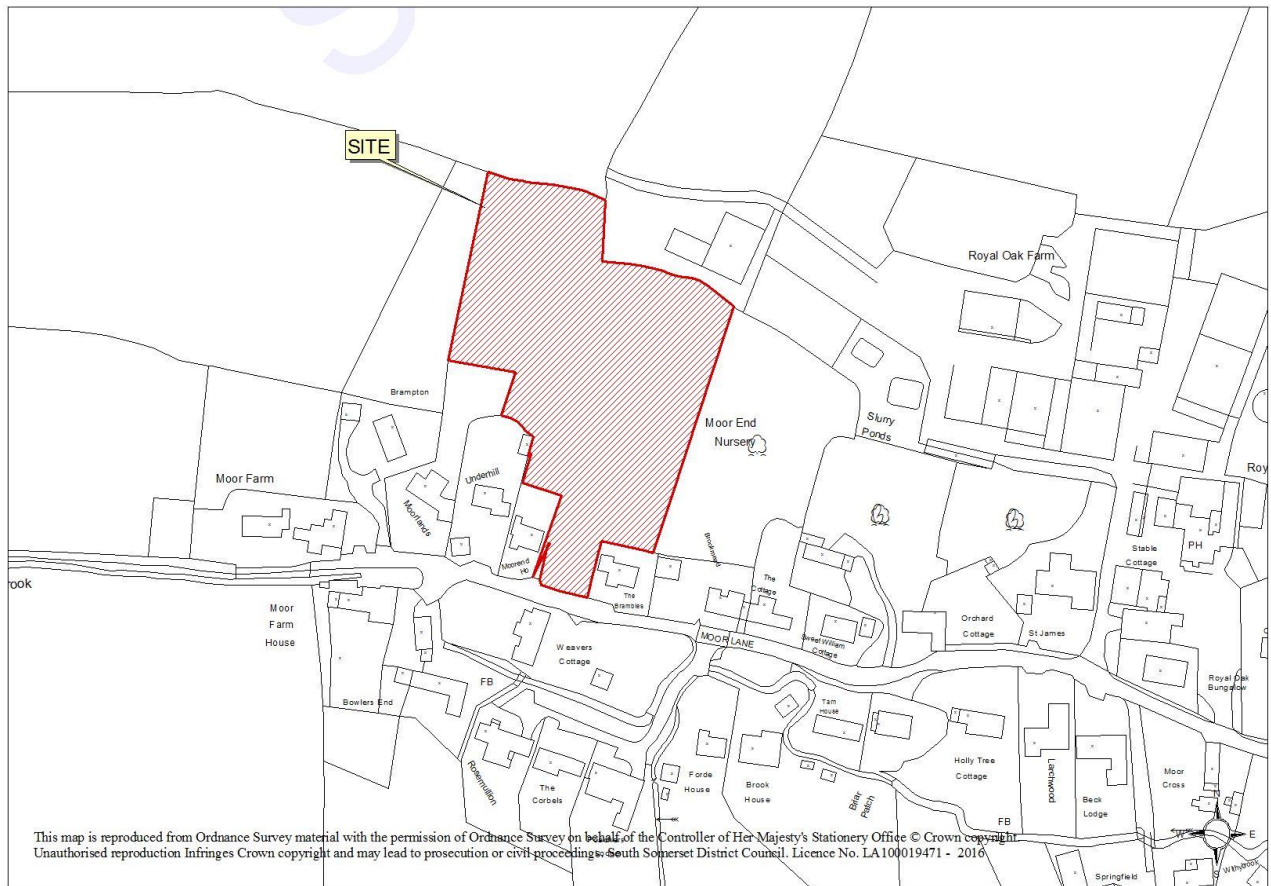 SITE
Royal Oak Farm
Brampton
Moor End
Nursery
Slurry
Ponds
Moor Farm
Underhill
Moorlands
Roy
PH
Stable
Cottage
Moorend
Ho
Brookmead
The
Cottage
The
Brambles
rook
Moor
Farm
House
Orchard
Cottage
St James
MOOR LANE
Sweet William
Cottage
Weavers
Cottage
FB
Bowlers End
Royal Oak
Bungalow
Tarn
House
Holly Tree
Cottage
Larchwood
Moor
Cross
Rosemullion
The
Corbels
Forde
House
Brook
House
Briar
Patch
Beck
Lodge
FB
N
W
E
S
This map is reproduced from Ordnance Survey material with the permission of Ordnance Survey on behalf of the Controller of Her Majesty's Stationery Office © Crown copyright.
Unauthorised reproduction Infringes Crown copyright and may lead to prosecution or civil proceedings. South Somerset District Council. Licence No. LA100019471 - 2016
Withybrook
Springfield